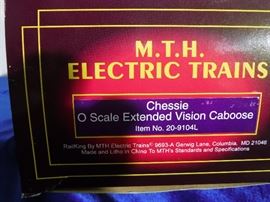 M.T.H.
ELECTRIC TRAINS
Chessie
O Scale Extended Vision Caboose
Item No. 20-9104L
RailKing By MTH Electric Trains® 9693-A Gerwig Lane, Columbia, MD 21046
Made and Litho in China To MTH's Standards and Specifications